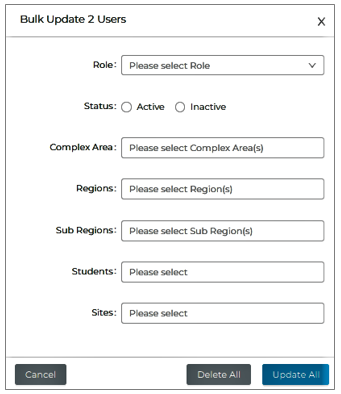 Bulk Update 2 Users X
Role: Please select Role
Status: Active Inactive
Complex Area: Please select Complex Area(s)
Regions: Please select Region(s)
Sub Regions: Please select Sub Region(s)
Students: Please select
Sites: Please select
Cancel Delete All Update All